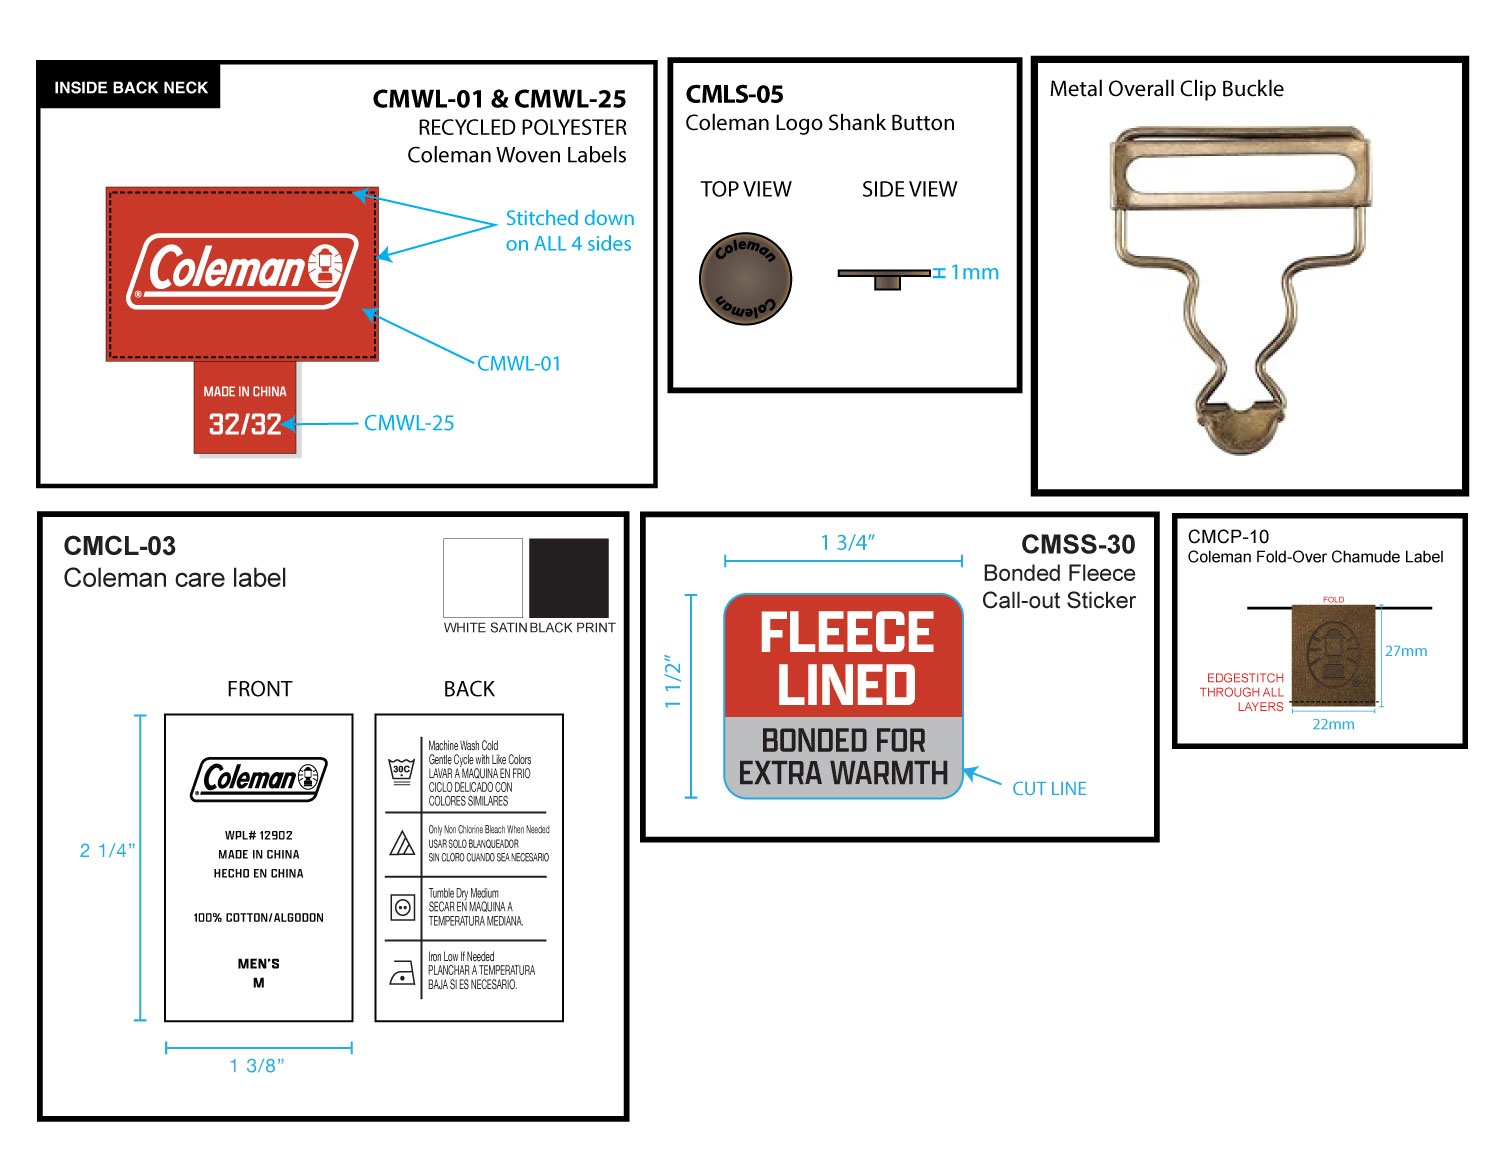 INSIDE BACK NECK
CMWL-01 & CMWL-25
RECYCLED POLYESTER
Coleman Woven Labels
Stitched down
on ALL 4 sides
Coleman
®
CMWL-01
MADE IN CHINA
32/32
CMWL-25
CMLS-05
Coleman Logo Shank Button
TOP VIEW
SIDE VIEW
Coleman
Coleman
1mm
Metal Overall Clip Buckle
CMCL-03
Coleman care label
WHITE SATIN
BLACK PRINT
FRONT
BACK
Coleman
®
WPL# 12902
MADE IN CHINA
HECHO EN CHINA
100% COTTON/ALGODON
MEN'S
M
2 1/4"
1 3/8"
30C
Machine Wash Cold
Gentle Cycle with Like Colors
LAVAR A MAQUINA EN FRIO
CICLO DELICADO CON
COLORES SIMILARES
Only Non Chlorine Bleach When Needed
USAR SOLO BLANQUEADOR
SIN CLORO CUANDO SEA NECESARIO
Tumble Dry Medium
SECAR EN MAQUINA A
TEMPERATURA MEDIANA.
Iron Low If Needed
PLANCHAR A TEMPERATURA
BAJA SI ES NECESARIO.
1 3/4"
CMSS-30
Bonded Fleece
Call-out Sticker
1 1/2"
FLEECE
LINED
BONDED FOR
EXTRA WARMTH
CUT LINE
CMCP-10
Coleman Fold-Over Chamude Label
FOLD
27mm
®
EDGESTITCH
THROUGH ALL
LAYERS
22mm